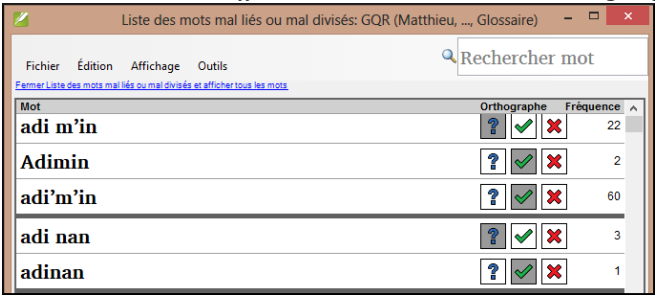 Liste des mots mal liés ou mal divisés: GQR (Matthieu, ..., Glossaire)
Fichier Édition Affichage Outils Rechercher mot
Fermer Liste des mots mal liés ou mal divisés et afficher tous les mots
Mot Orthographe Fréquence
adi m’in 22
Adimin 2
adi’m’in 60
adi nan 3
adinan 1